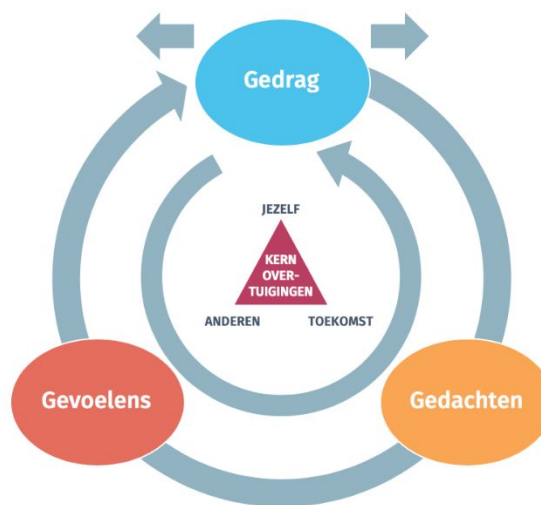 Gedrag
JEZELF
KERN
OVER-
TUIGINGEN
ANDEREN
TOEKOMST
Gevoelens
Gedachten